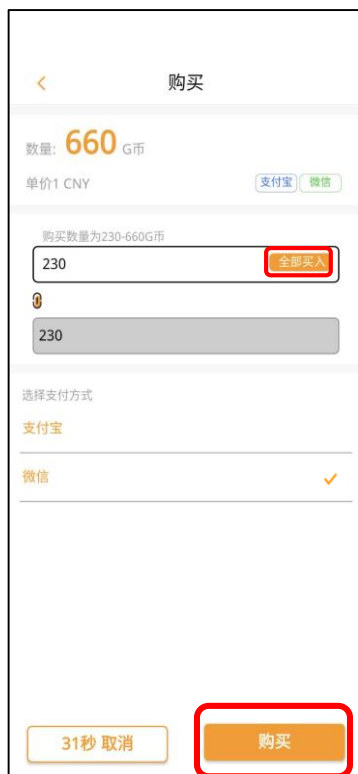 购买
数量: 660 G币
单价1 CNY 支付宝 微信
购买数量为230-660G币
230 全部买入
230
选择支付方式
支付宝
微信
31秒 取消 购买